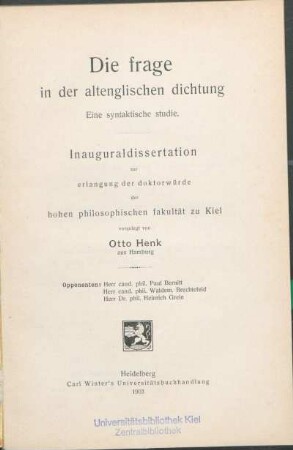 Die frage
in der altenglischen dichtung
Eine syntaktische studie.
Inauguraldissertation
zur
erlangung der doktorwürde
der
hohen philosophischen fakultät zu Kiel
vorgelegt von
Otto Henk
aus Hamburg
Opponenten: Herr cand. phil. Paul Berndt
Herr cand. phil. Waldem.
Herr Dr. phil. Heinrich Grein
Heidelberg
Carl Winter's Universitätsbuchhandlung
1903
Universitätsbibliothek Kiel
Zentralbibliothek